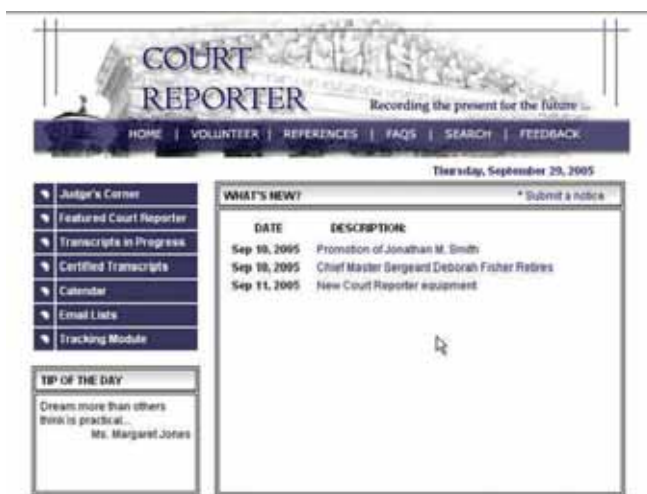 COURT
REPORTER
Recording the present for the future ...
HOME | VOLUNTEER | REFERENCES | FAQS | SEARCH | FEEDBACK
Thursday, September 29, 2005
Judge's Corner
Featured Court Reporter
Transcripts in Progress
Certified Transcripts
Calendar
Email Lists
Tracking Module
TIP OF THE DAY
Dream more than others
think is practical...
Ms. Margaret Jones
WHAT'S NEW?
* Submit a notice
DATE DESCRIPTION:
Sep 10, 2005 Promotion of Jonathan M. Smith
Sep 10, 2005 Chief Master Sergeant Deborah Fisher Retires
Sep 11, 2005 New Court Reporter equipment